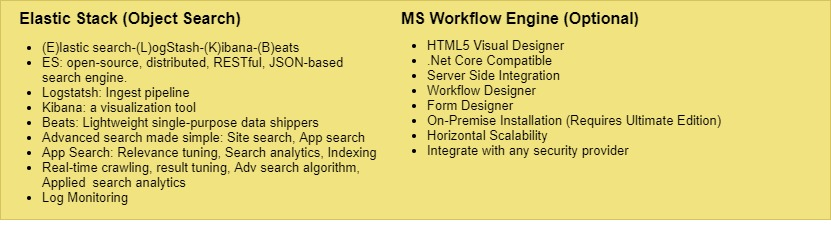 Elastic Stack (Object Search)
(E)lastic search-(L)ogStash-(K)ibana-(B)eats
ES: open-source, distributed, RESTful, JSON-based
search engine.
Logstatsh: Ingest pipeline
Kibana: a visualization tool
Beats: Lightweight single-purpose data shippers
Advanced search made simple: Site search, App search
App Search: Relevance tuning, Search analytics, Indexing
Real-time crawling, result tuning, Adv search algorithm,
Applied  search analytics
Log Monitoring
MS Workflow Engine (Optional)
HTML5 Visual Designer
.Net Core Compatible
Server Side Integration
Workflow Designer
Form Designer
On-Premise Installation (Requires Ultimate Edition)
Horizontal Scalability
Integrate with any security provider